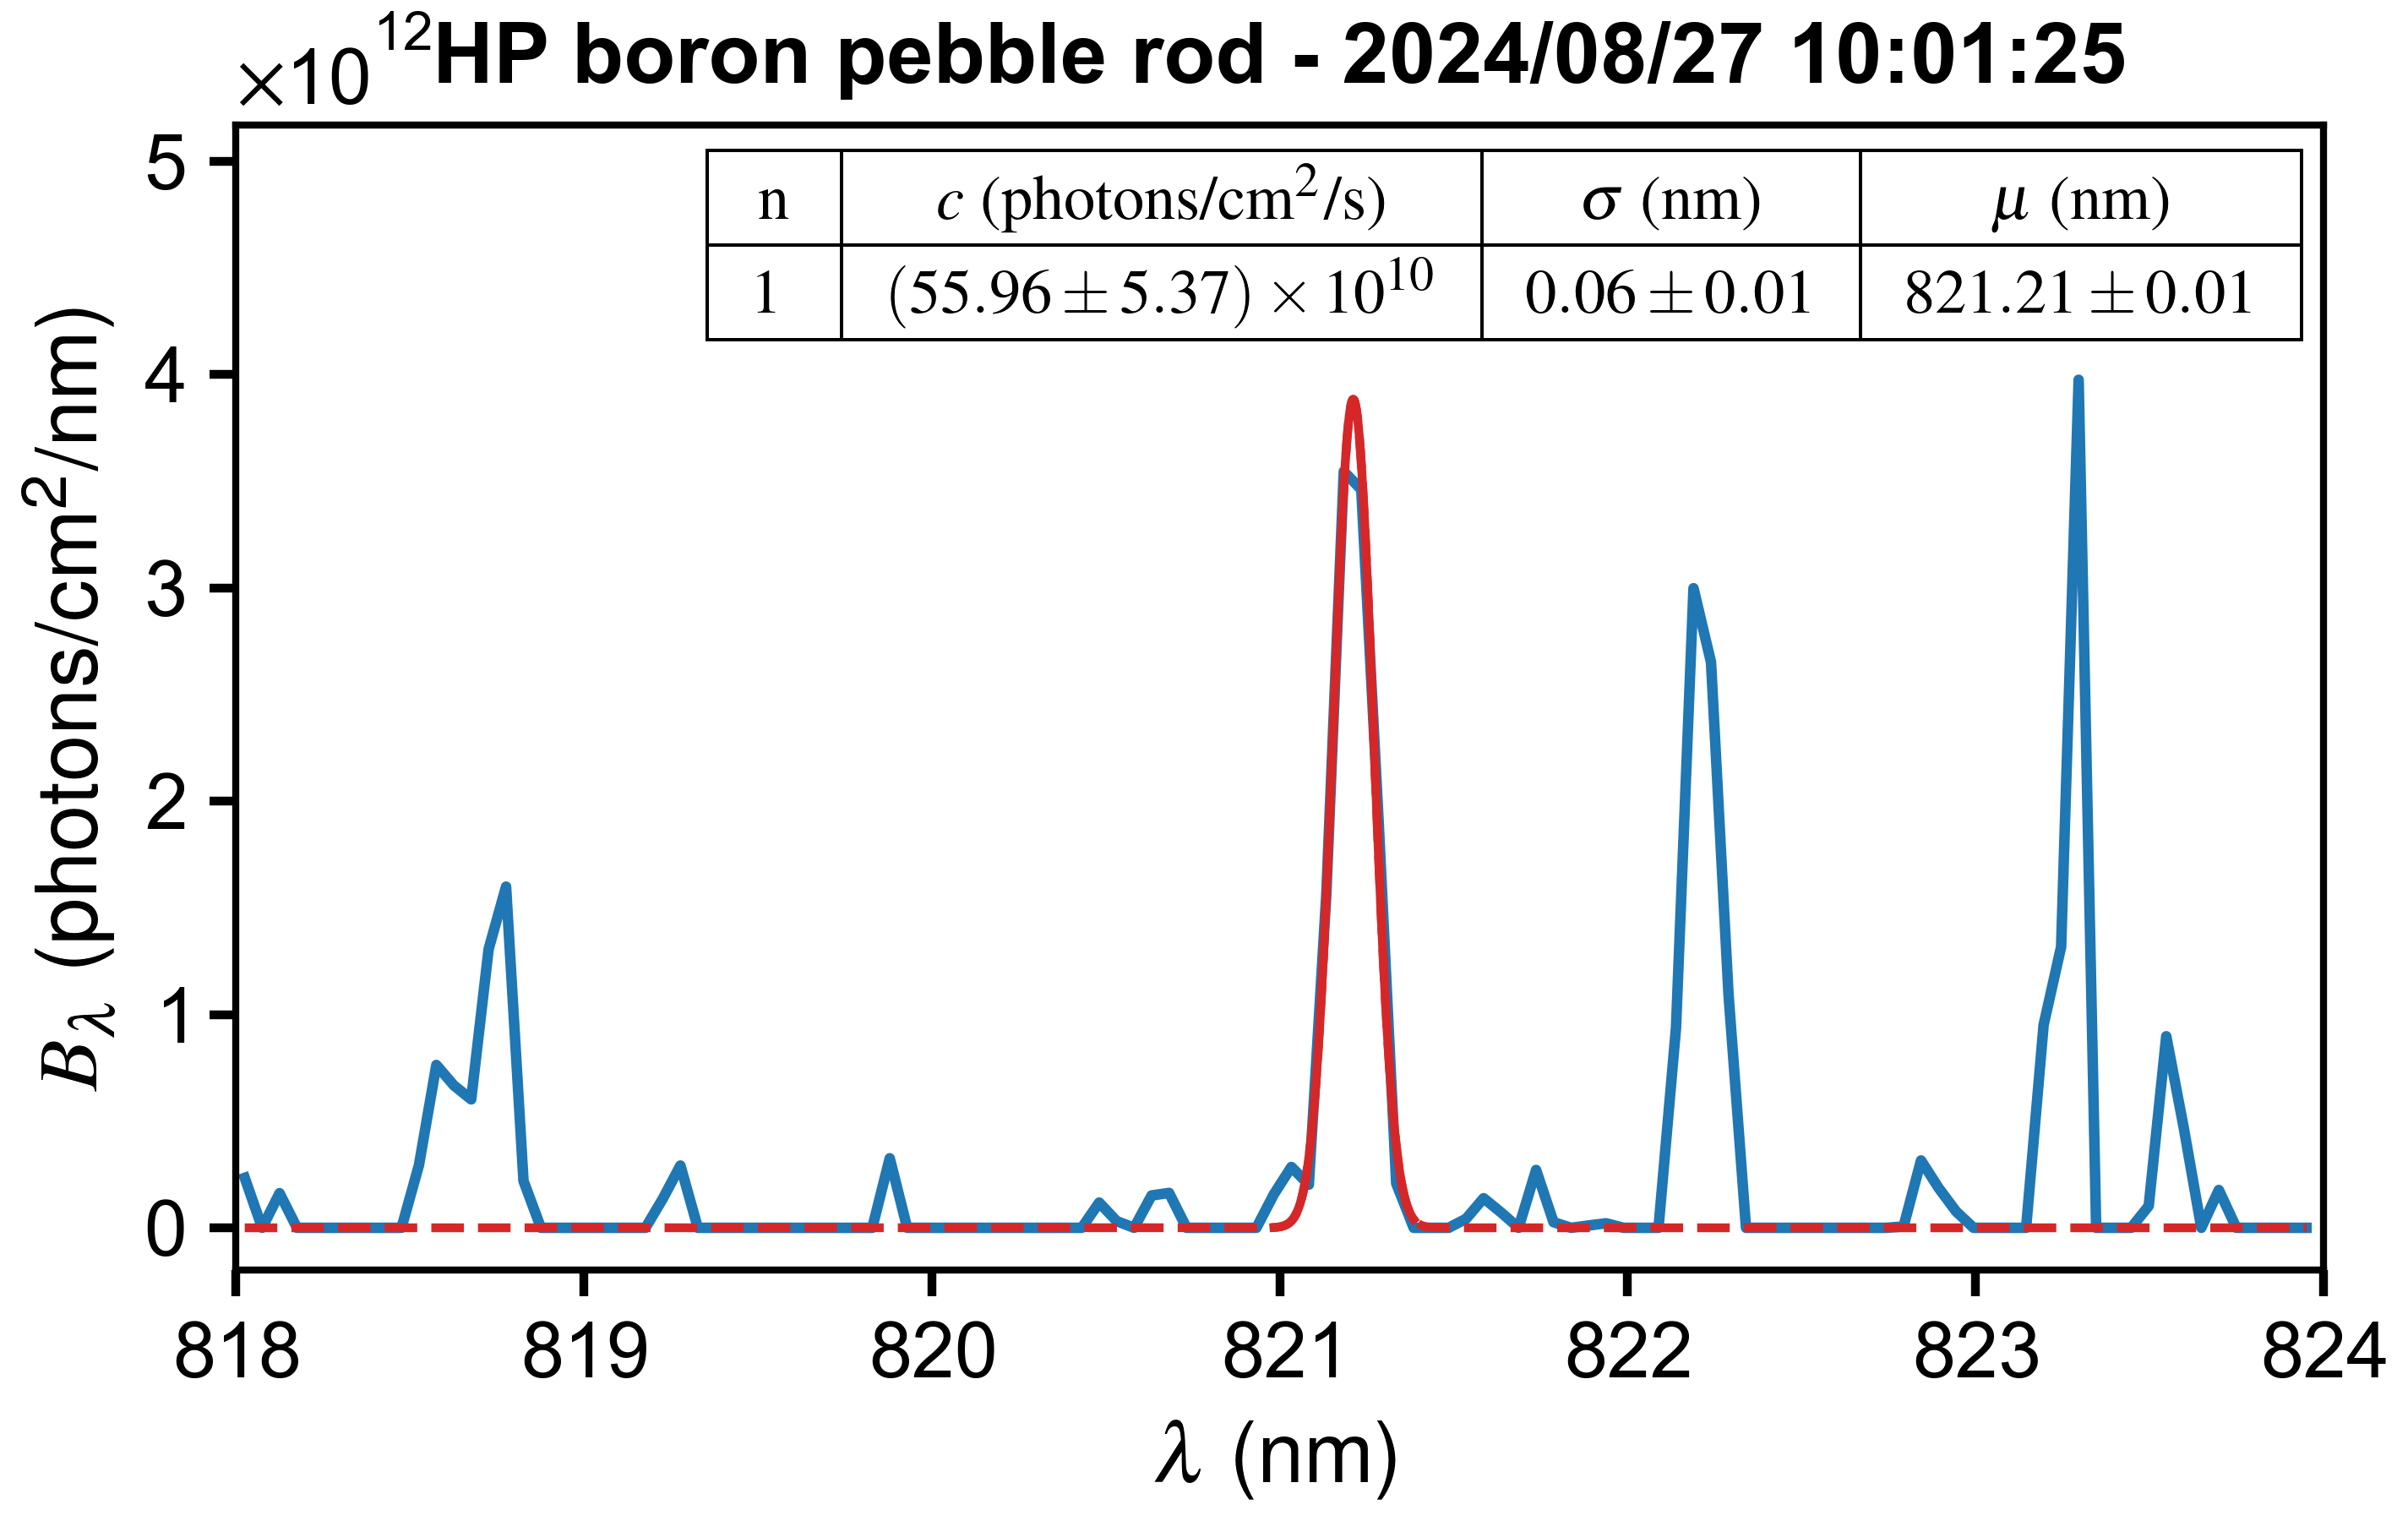 ×10¹²
HP boron pebble rod - 2024/08/27 10:01:25
n c (photons/cm²/s) σ (nm) μ (nm)
1 (55.96 ± 5.37) × 10¹⁰ 0.06 ± 0.01 821.21 ± 0.01
5
4
3
2
1
0
B_λ (photons/cm²/nm)
818 819 820 821 822 823 824
λ (nm)